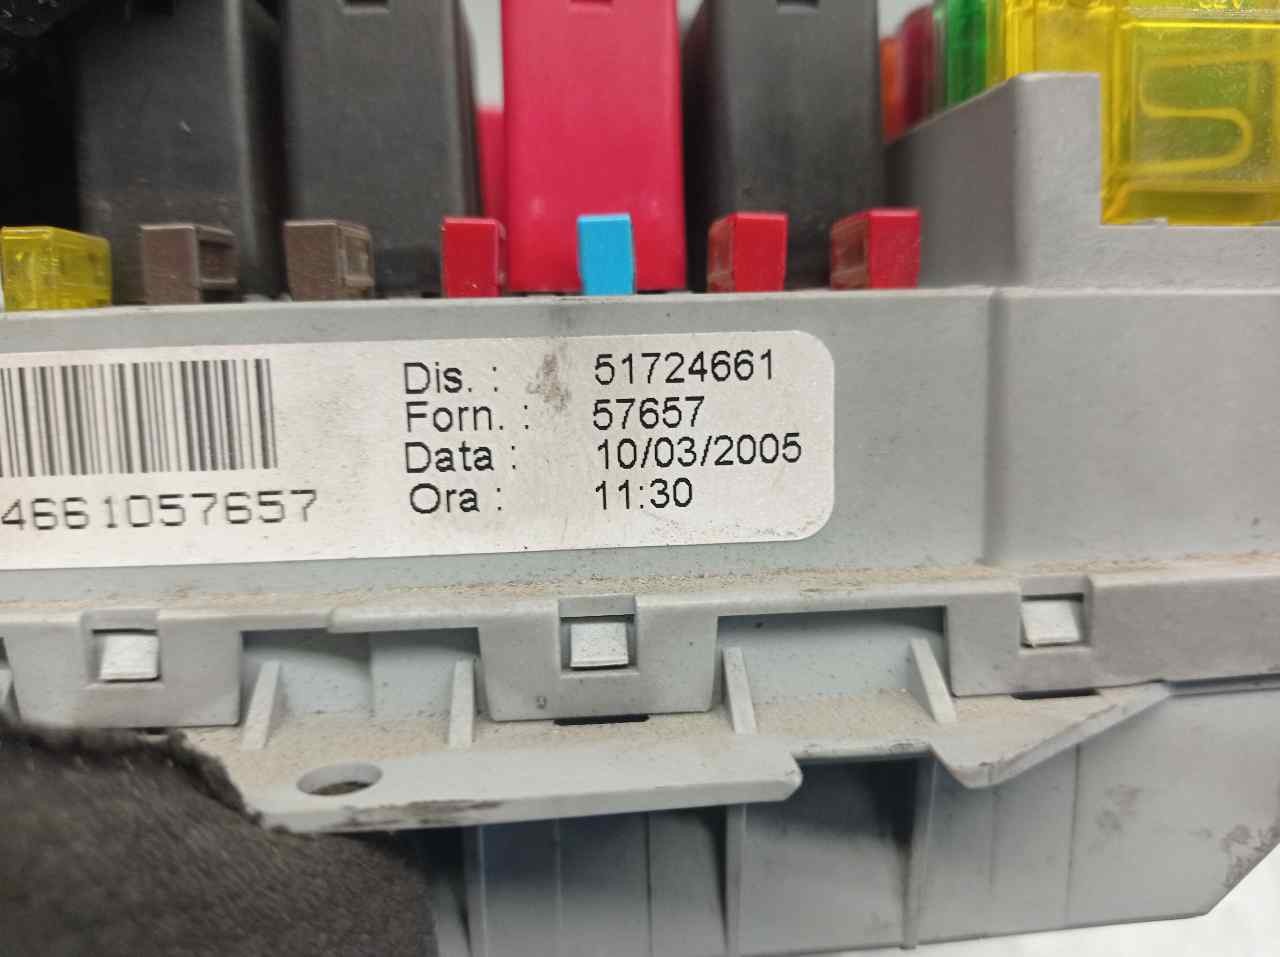 Dis. : 51724661
Forn. : 57657
Data : 10/03/2005
Ora : 11:30
4661057657